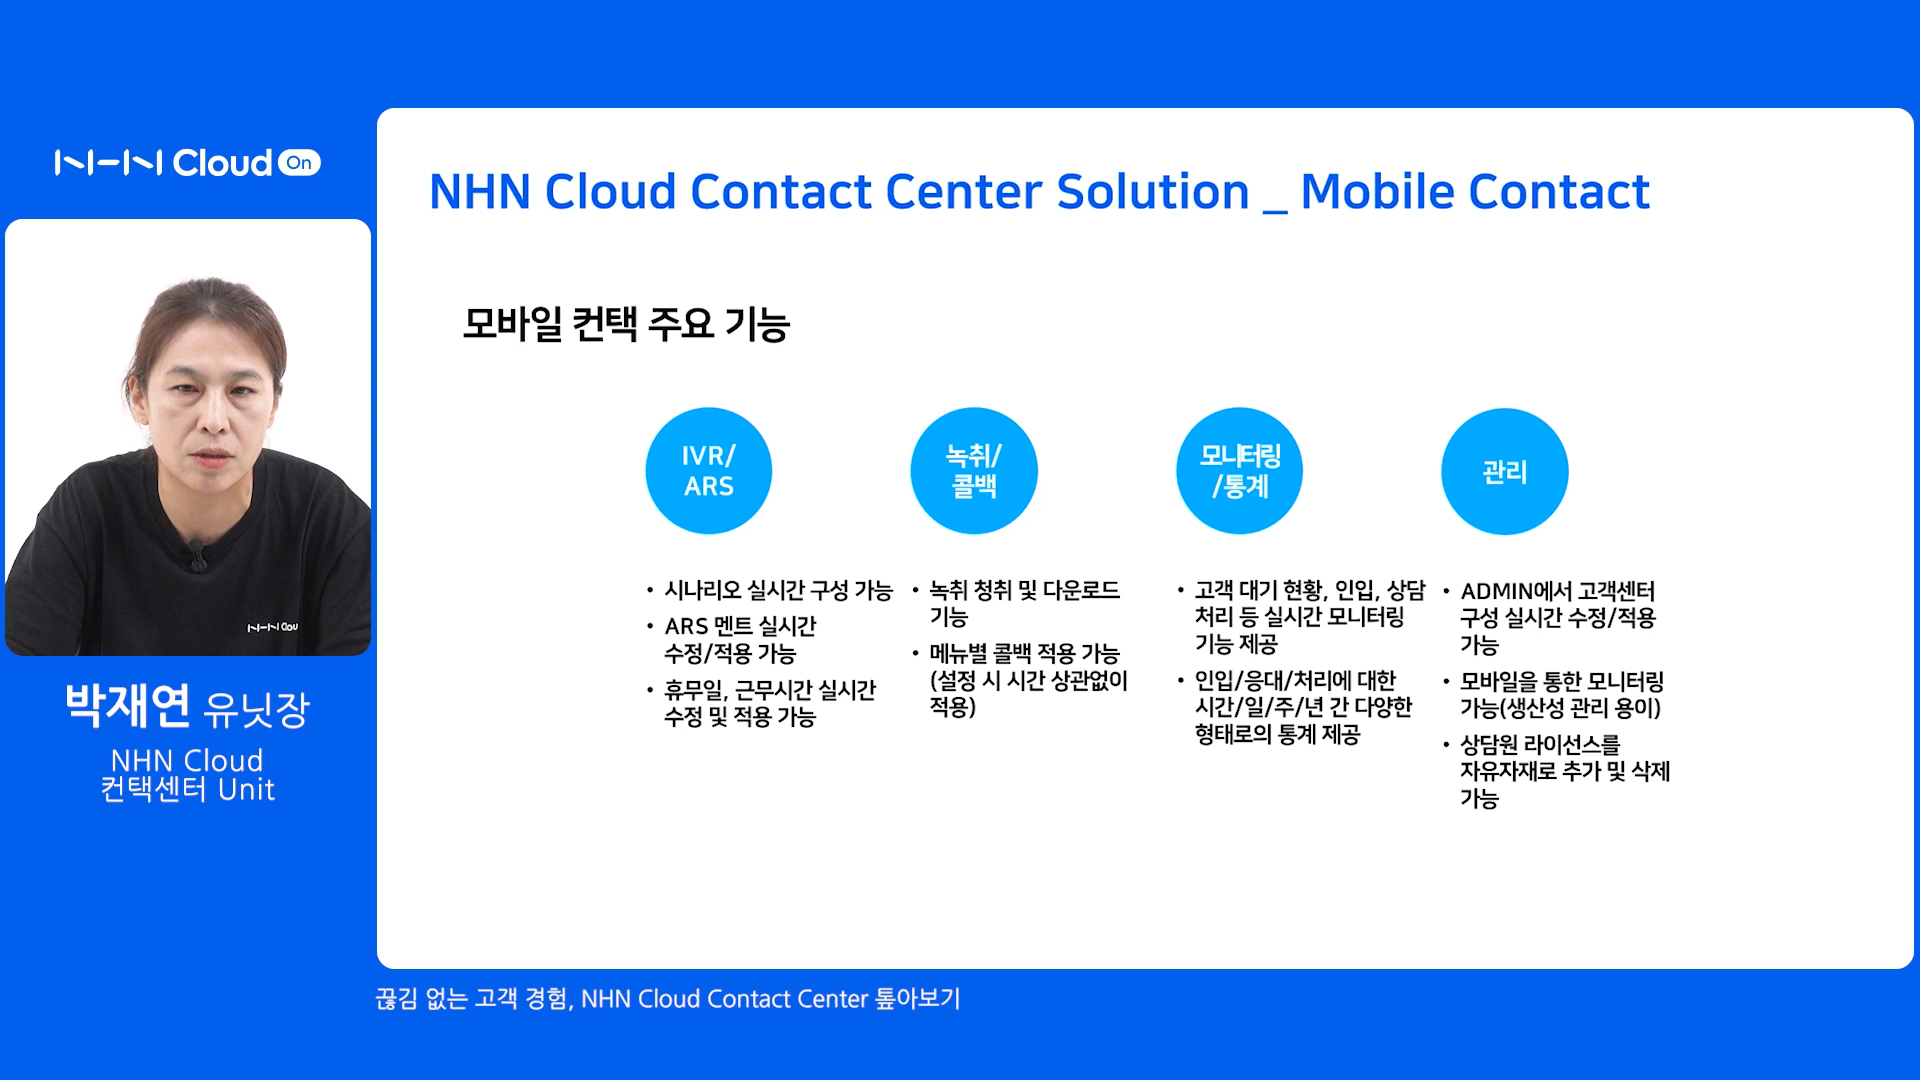 NHN Cloud On
NHN Cloud Contact Center Solution _ Mobile Contact
모바일 컨택 주요 기능
IVR/
ARS
• 시나리오 실시간 구성 가능
• ARS 멘트 실시간
수정/적용 가능
• 휴무일, 근무시간 실시간
수정 및 적용 가능
녹취/
콜백
• 녹취 청취 및 다운로드
기능
• 메뉴별 콜백 적용 가능
(설정 시 시간 상관없이
적용)
모니터링
/통계
• 고객 대기 현황, 인입, 상담
처리 등 실시간 모니터링
기능 제공
• 인입/응대/처리에 대한
시간/일/주/년 간 다양한
형태로의 통계 제공
관리
• ADMIN에서 고객센터
구성 실시간 수정/적용
가능
• 모바일을 통한 모니터링
가능(생산성 관리 용이)
• 상담원 라이선스를
자유자재로 추가 및 삭제
가능
NHN Clou
박재연 유닛장
NHN Cloud
컨택센터 Unit
끊김 없는 고객 경험, NHN Cloud Contact Center 톺아보기